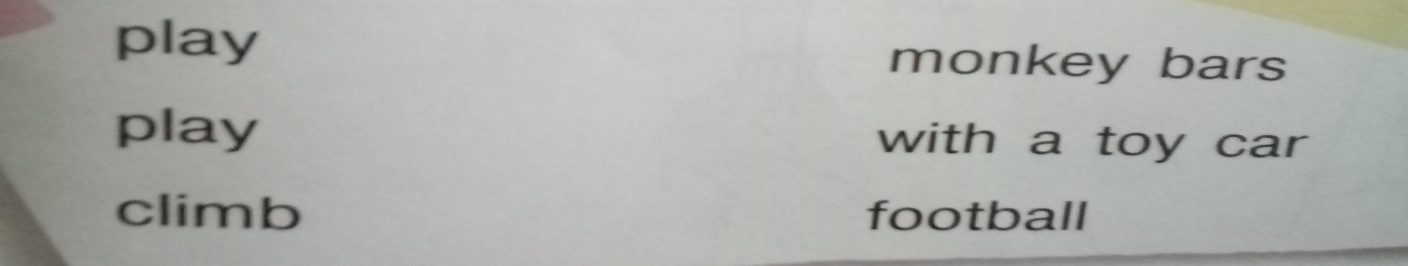 play monkey bars
play with a toy car
climb football